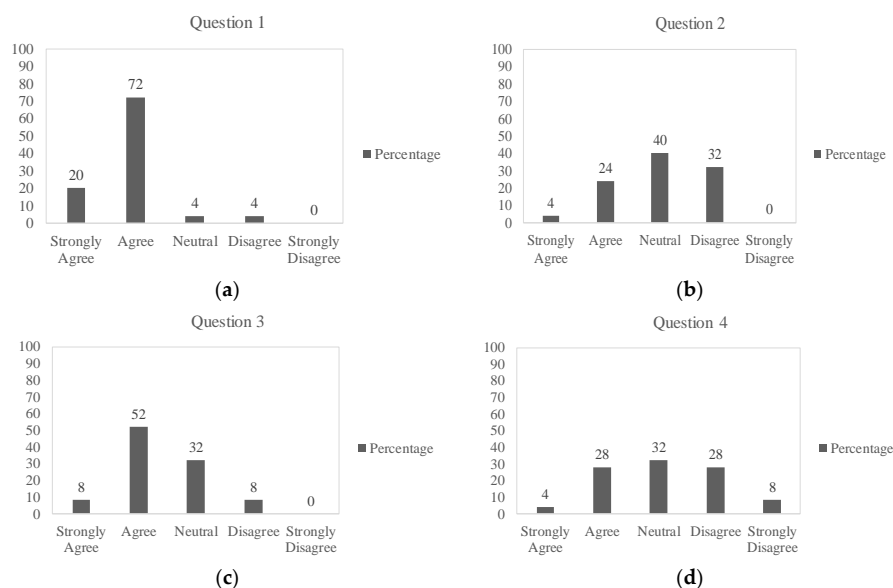 Question 1
100
90
80
70
60
50
40
30
20
10
0
20
72
4
4
0
Strongly Agree
Agree
Neutral
Disagree
Strongly Disagree
Percentage
(a)
Question 2
100
90
80
70
60
50
40
30
20
10
0
4
24
40
32
0
Strongly Agree
Agree
Neutral
Disagree
Strongly Disagree
Percentage
(b)
Question 3
100
90
80
70
60
50
40
30
20
10
0
8
52
32
8
0
Strongly Agree
Agree
Neutral
Disagree
Strongly Disagree
Percentage
(c)
Question 4
100
90
80
70
60
50
40
30
20
10
0
4
28
32
28
8
Strongly Agree
Agree
Neutral
Disagree
Strongly Disagree
Percentage
(d)